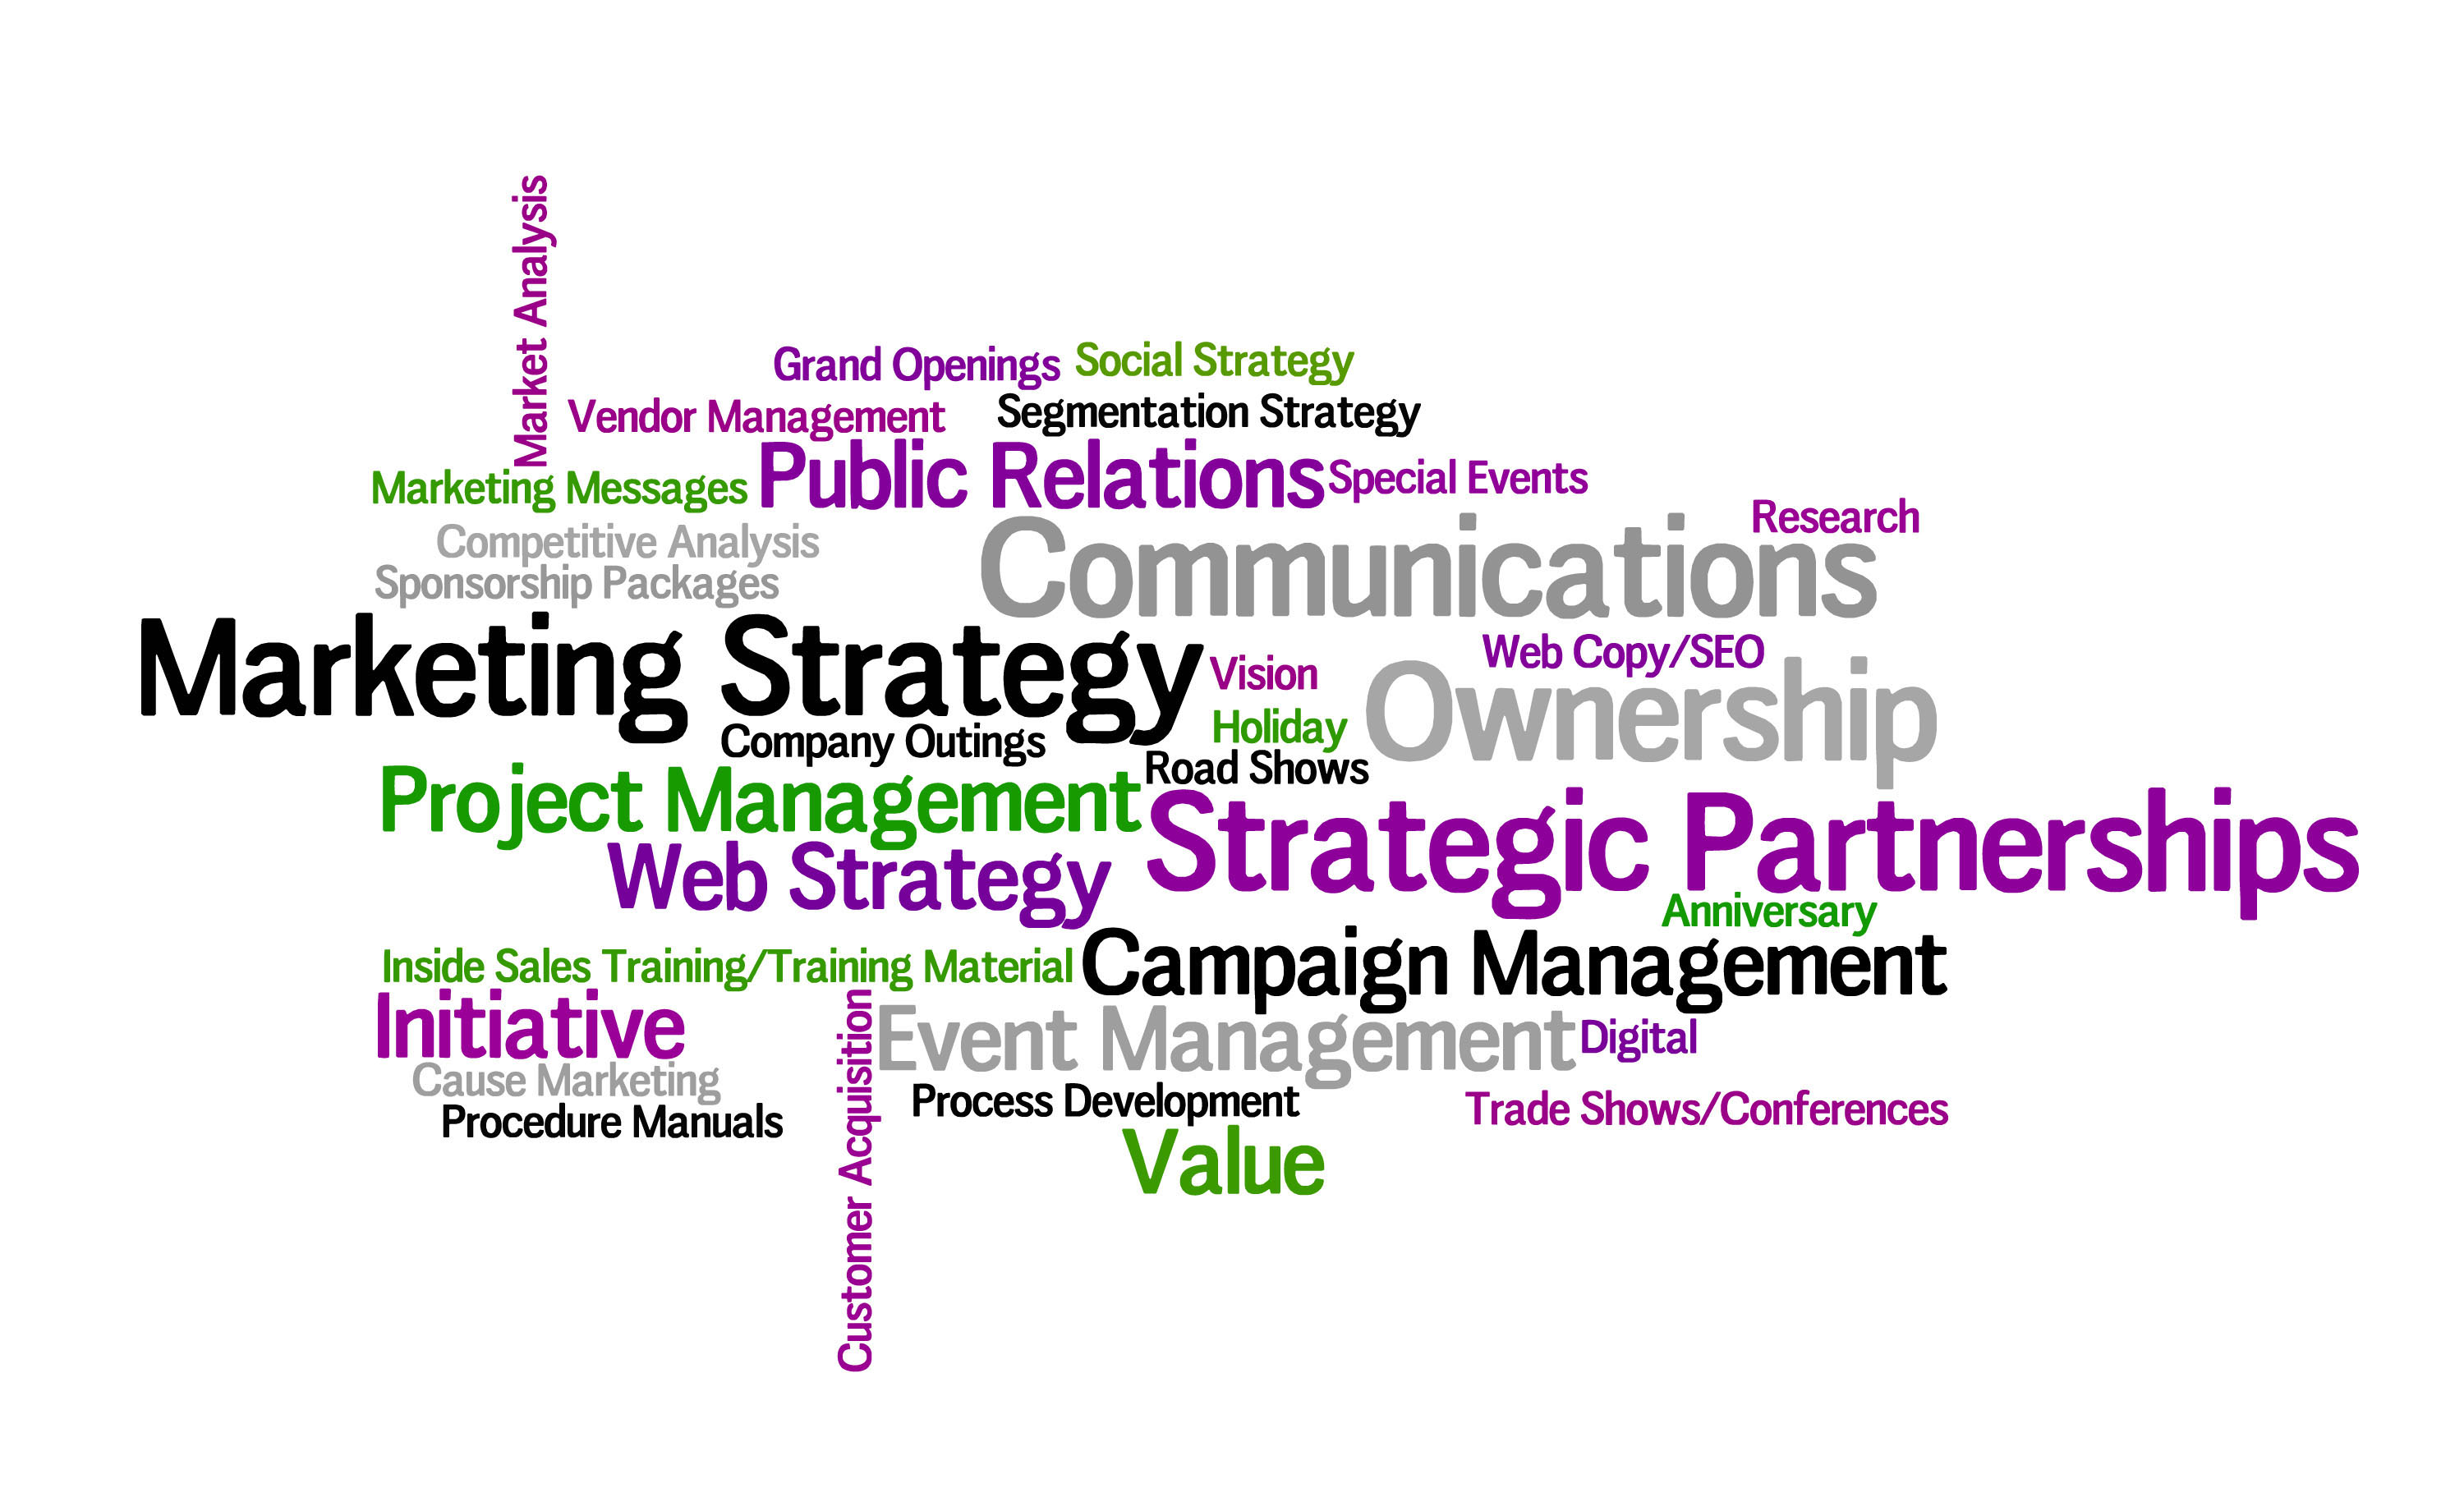 Market Analysis
Grand Openings
Social Strategy
Vendor Management
Segmentation Strategy
Marketing Messages
Public Relations
Special Events
Research
Competitive Analysis
Communications
Sponsorship Packages
Marketing Strategy
Vision
Web Copy/SEO
Ownership
Company Outings
Holiday
Road Shows
Project Management
Strategic Partnerships
Web Strategy
Anniversary
Inside Sales Training/Training Material
Campaign Management
Initiative
Customer Acquisition
Event Management
Digital
Cause Marketing
Process Development
Trade Shows/Conferences
Procedure Manuals
Value